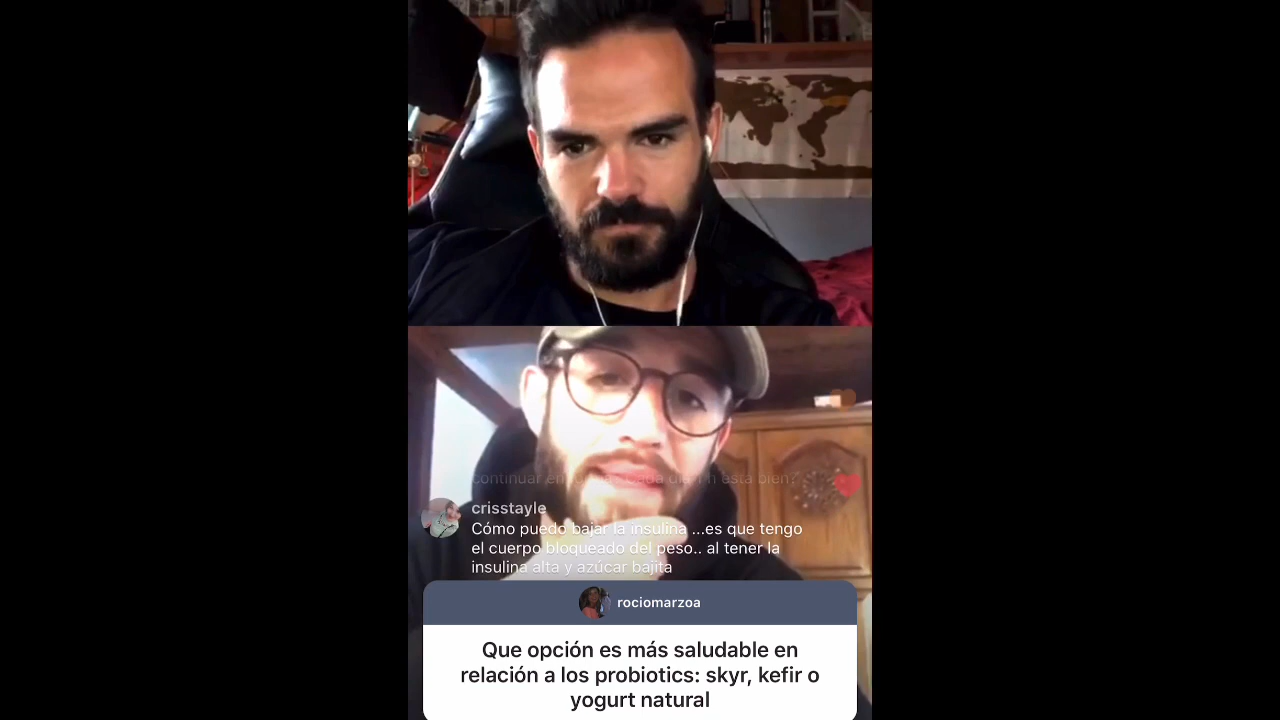 crisstayle
Cómo puedo bajar la insulina ...es que tengo
el cuerpo bloqueado del peso.. al tener la
insulina alta y azúcar bajita
rociomarzoa
Que opción es más saludable en
relación a los probiotics: skyr, kefir o
yogurt natural